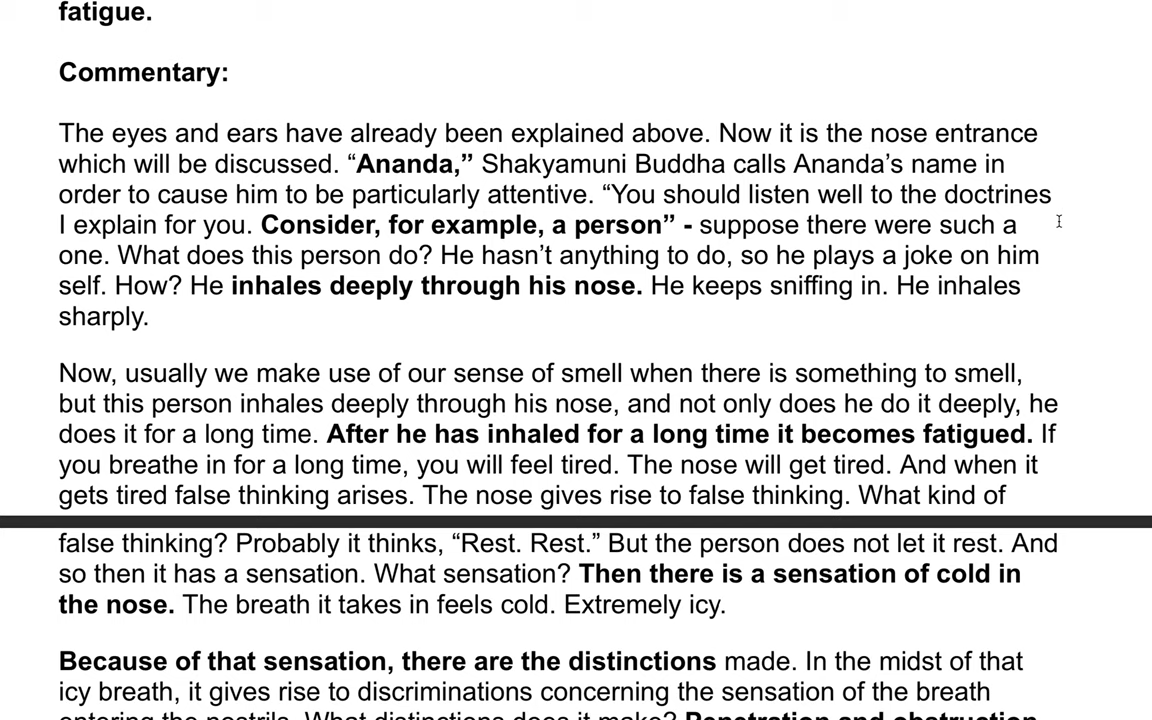 fatigue.
Commentary:
The eyes and ears have already been explained above. Now it is the nose entrance
which will be discussed. “Ananda,” Shakyamuni Buddha calls Ananda’s name in
order to cause him to be particularly attentive. “You should listen well to the doctrines
I explain for you. Consider, for example, a person” - suppose there were such a
one. What does this person do? He hasn’t anything to do, so he plays a joke on him
self. How? He inhales deeply through his nose. He keeps sniffing in. He inhales
sharply.
Now, usually we make use of our sense of smell when there is something to smell,
but this person inhales deeply through his nose, and not only does he do it deeply, he
does it for a long time. After he has inhaled for a long time it becomes fatigued. If
you breathe in for a long time, you will feel tired. The nose will get tired. And when it
gets tired false thinking arises. The nose gives rise to false thinking. What kind of
false thinking? Probably it thinks, “Rest. Rest.” But the person does not let it rest. And
so then it has a sensation. What sensation? Then there is a sensation of cold in
the nose. The breath it takes in feels cold. Extremely icy.
Because of that sensation, there are the distinctions made. In the midst of that
icy breath, it gives rise to discriminations concerning the sensation of the breath
entering the nostrils. What distinctions does it make? Penetration and obstruction,